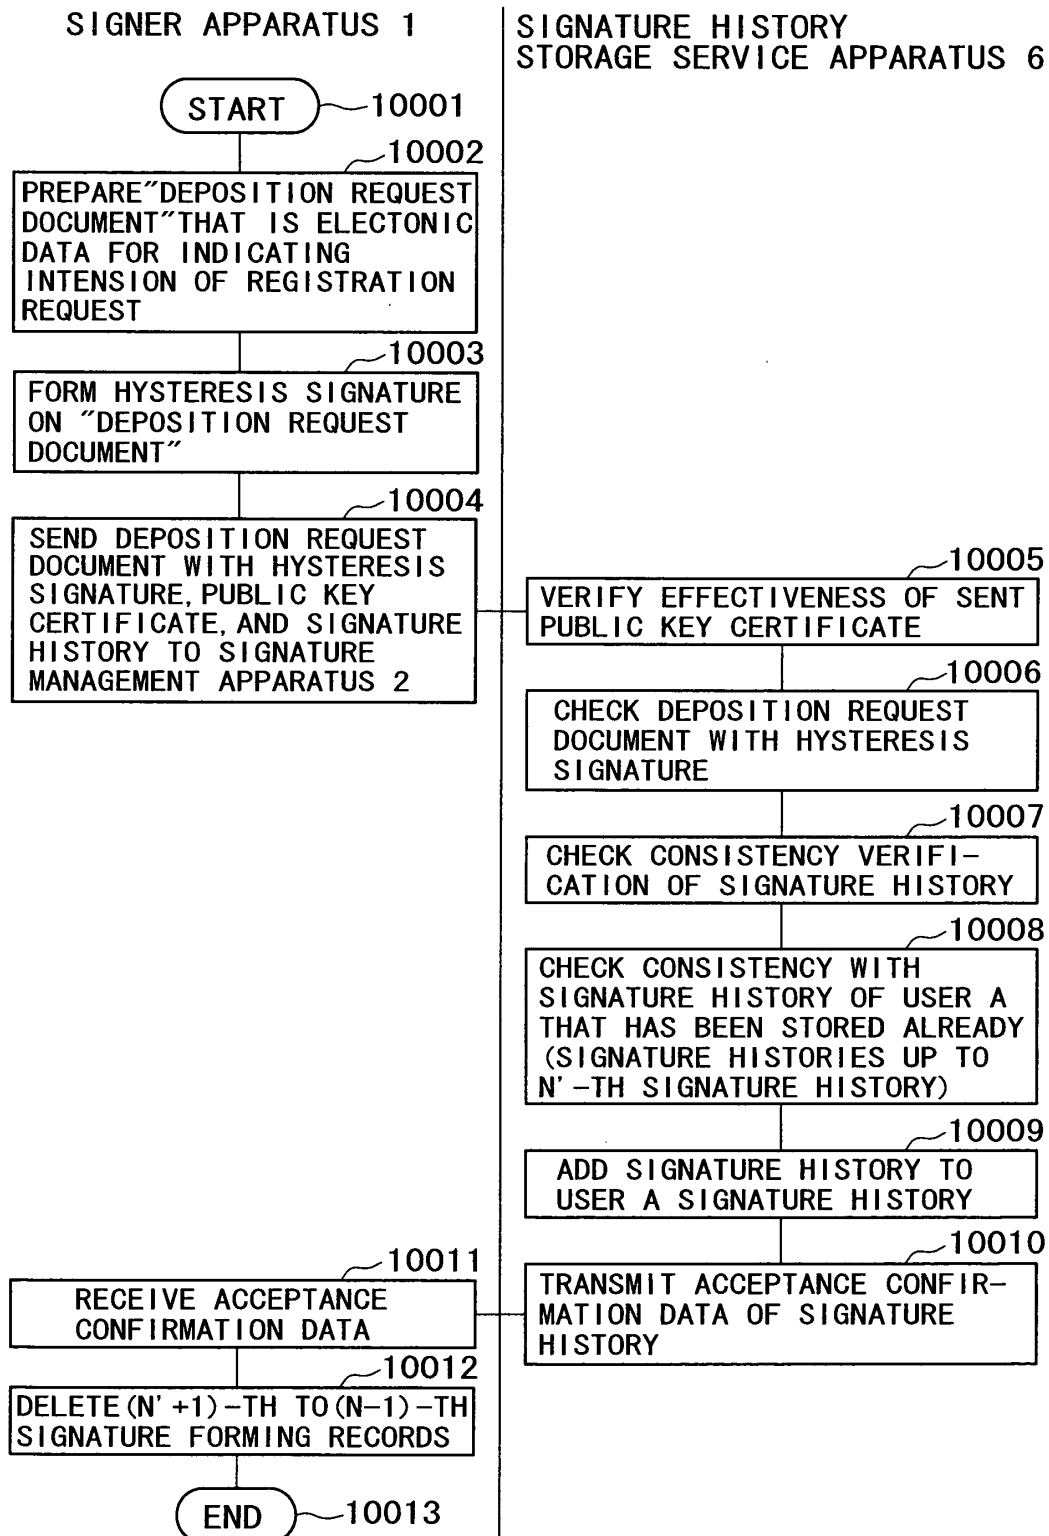 SIGNER APPARATUS 1
SIGNATURE HISTORY
STORAGE SERVICE APPARATUS 6
START
10001
10002
PREPARE"DEPOSITION REQUEST
DOCUMENT"THAT IS ELECTONIC
DATA FOR INDICATING
INTENSION OF REGISTRATION
REQUEST
10003
FORM HYSTERESIS SIGNATURE
ON "DEPOSITION REQUEST
DOCUMENT"
10004
SEND DEPOSITION REQUEST
DOCUMENT WITH HYSTERESIS
SIGNATURE, PUBLIC KEY
CERTIFICATE, AND SIGNATURE
HISTORY TO SIGNATURE
MANAGEMENT APPARATUS 2
10005
VERIFY EFFECTIVENESS OF SENT
PUBLIC KEY CERTIFICATE
10006
CHECK DEPOSITION REQUEST
DOCUMENT WITH HYSTERESIS
SIGNATURE
10007
CHECK CONSISTENCY VERIFI-
CATION OF SIGNATURE HISTORY
10008
CHECK CONSISTENCY WITH
SIGNATURE HISTORY OF USER A
THAT HAS BEEN STORED ALREADY
(SIGNATURE HISTORIES UP TO
N'-TH SIGNATURE HISTORY)
10009
ADD SIGNATURE HISTORY TO
USER A SIGNATURE HISTORY
10010
TRANSMIT ACCEPTANCE CONFIR-
MATION DATA OF SIGNATURE
HISTORY
10011
RECEIVE ACCEPTANCE
CONFIRMATION DATA
10012
DELETE(N'+1)-TH TO(N-1)-TH
SIGNATURE FORMING RECORDS
END
10013